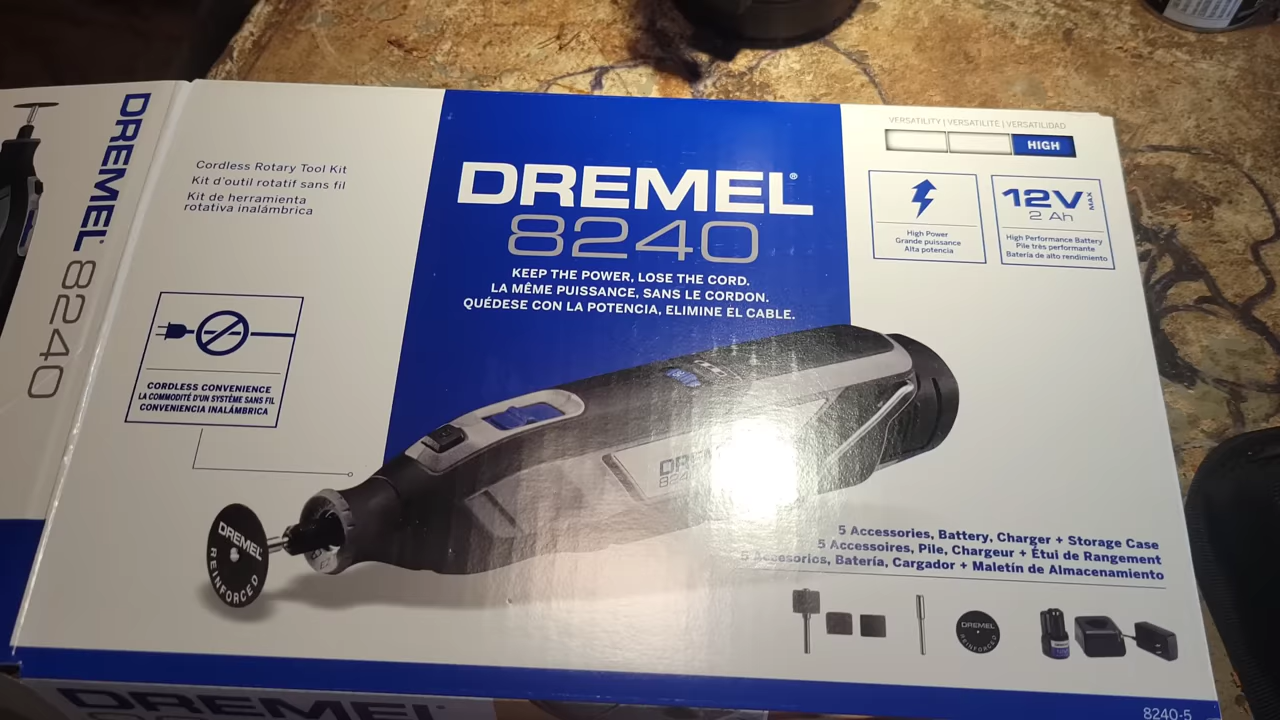 DREMEL® 8240
Cordless Rotary Tool Kit
Kit d'outil rotatif sans fil
Kit de herramienta
rotativa inalámbrica
CORDLESS CONVENIENCE
LA COMMODITÉ D'UN SYSTÈME SANS FIL
CONVENIENCIA INALÁMBRICA
DREMEL®
8240
KEEP THE POWER, LOSE THE CORD.
LA MÊME PUISSANCE, SANS LE CORDON.
QUÉDESE CON LA POTENCIA, ELIMINE EL CABLE.
VERSATILITY | VERSATILITÉ | VERSATILIDAD
HIGH
High Power
Grande puissance
Alta potencia
12V MAX
2 Ah
High Performance Battery
Pile très performante
Batería de alto rendimiento
DREMEL
REINFORCED
5 Accessories, Battery, Charger + Storage Case
5 Accessoires, Pile, Chargeur + Étui de Rangement
5 Accesorios, Batería, Cargador + Maletín de Almacenamiento
DREMEL
REINFORCED
8240-5
DREMEL